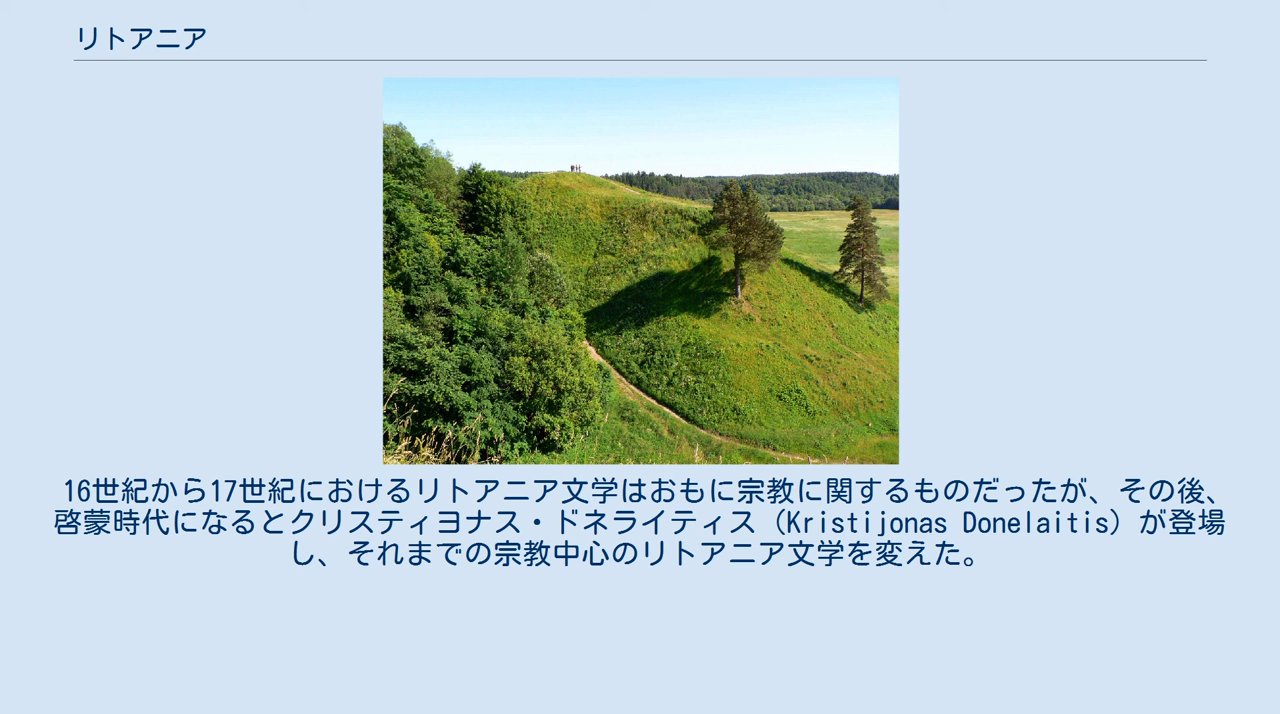 リトアニア
16世紀から17世紀におけるリトアニア文学はおもに宗教に関するものだったが、その後、
啓蒙時代になるとクリスティヨナス・ドネライティス（Kristijonas Donelaitis）が登場
し、それまでの宗教中心のリトアニア文学を変えた。